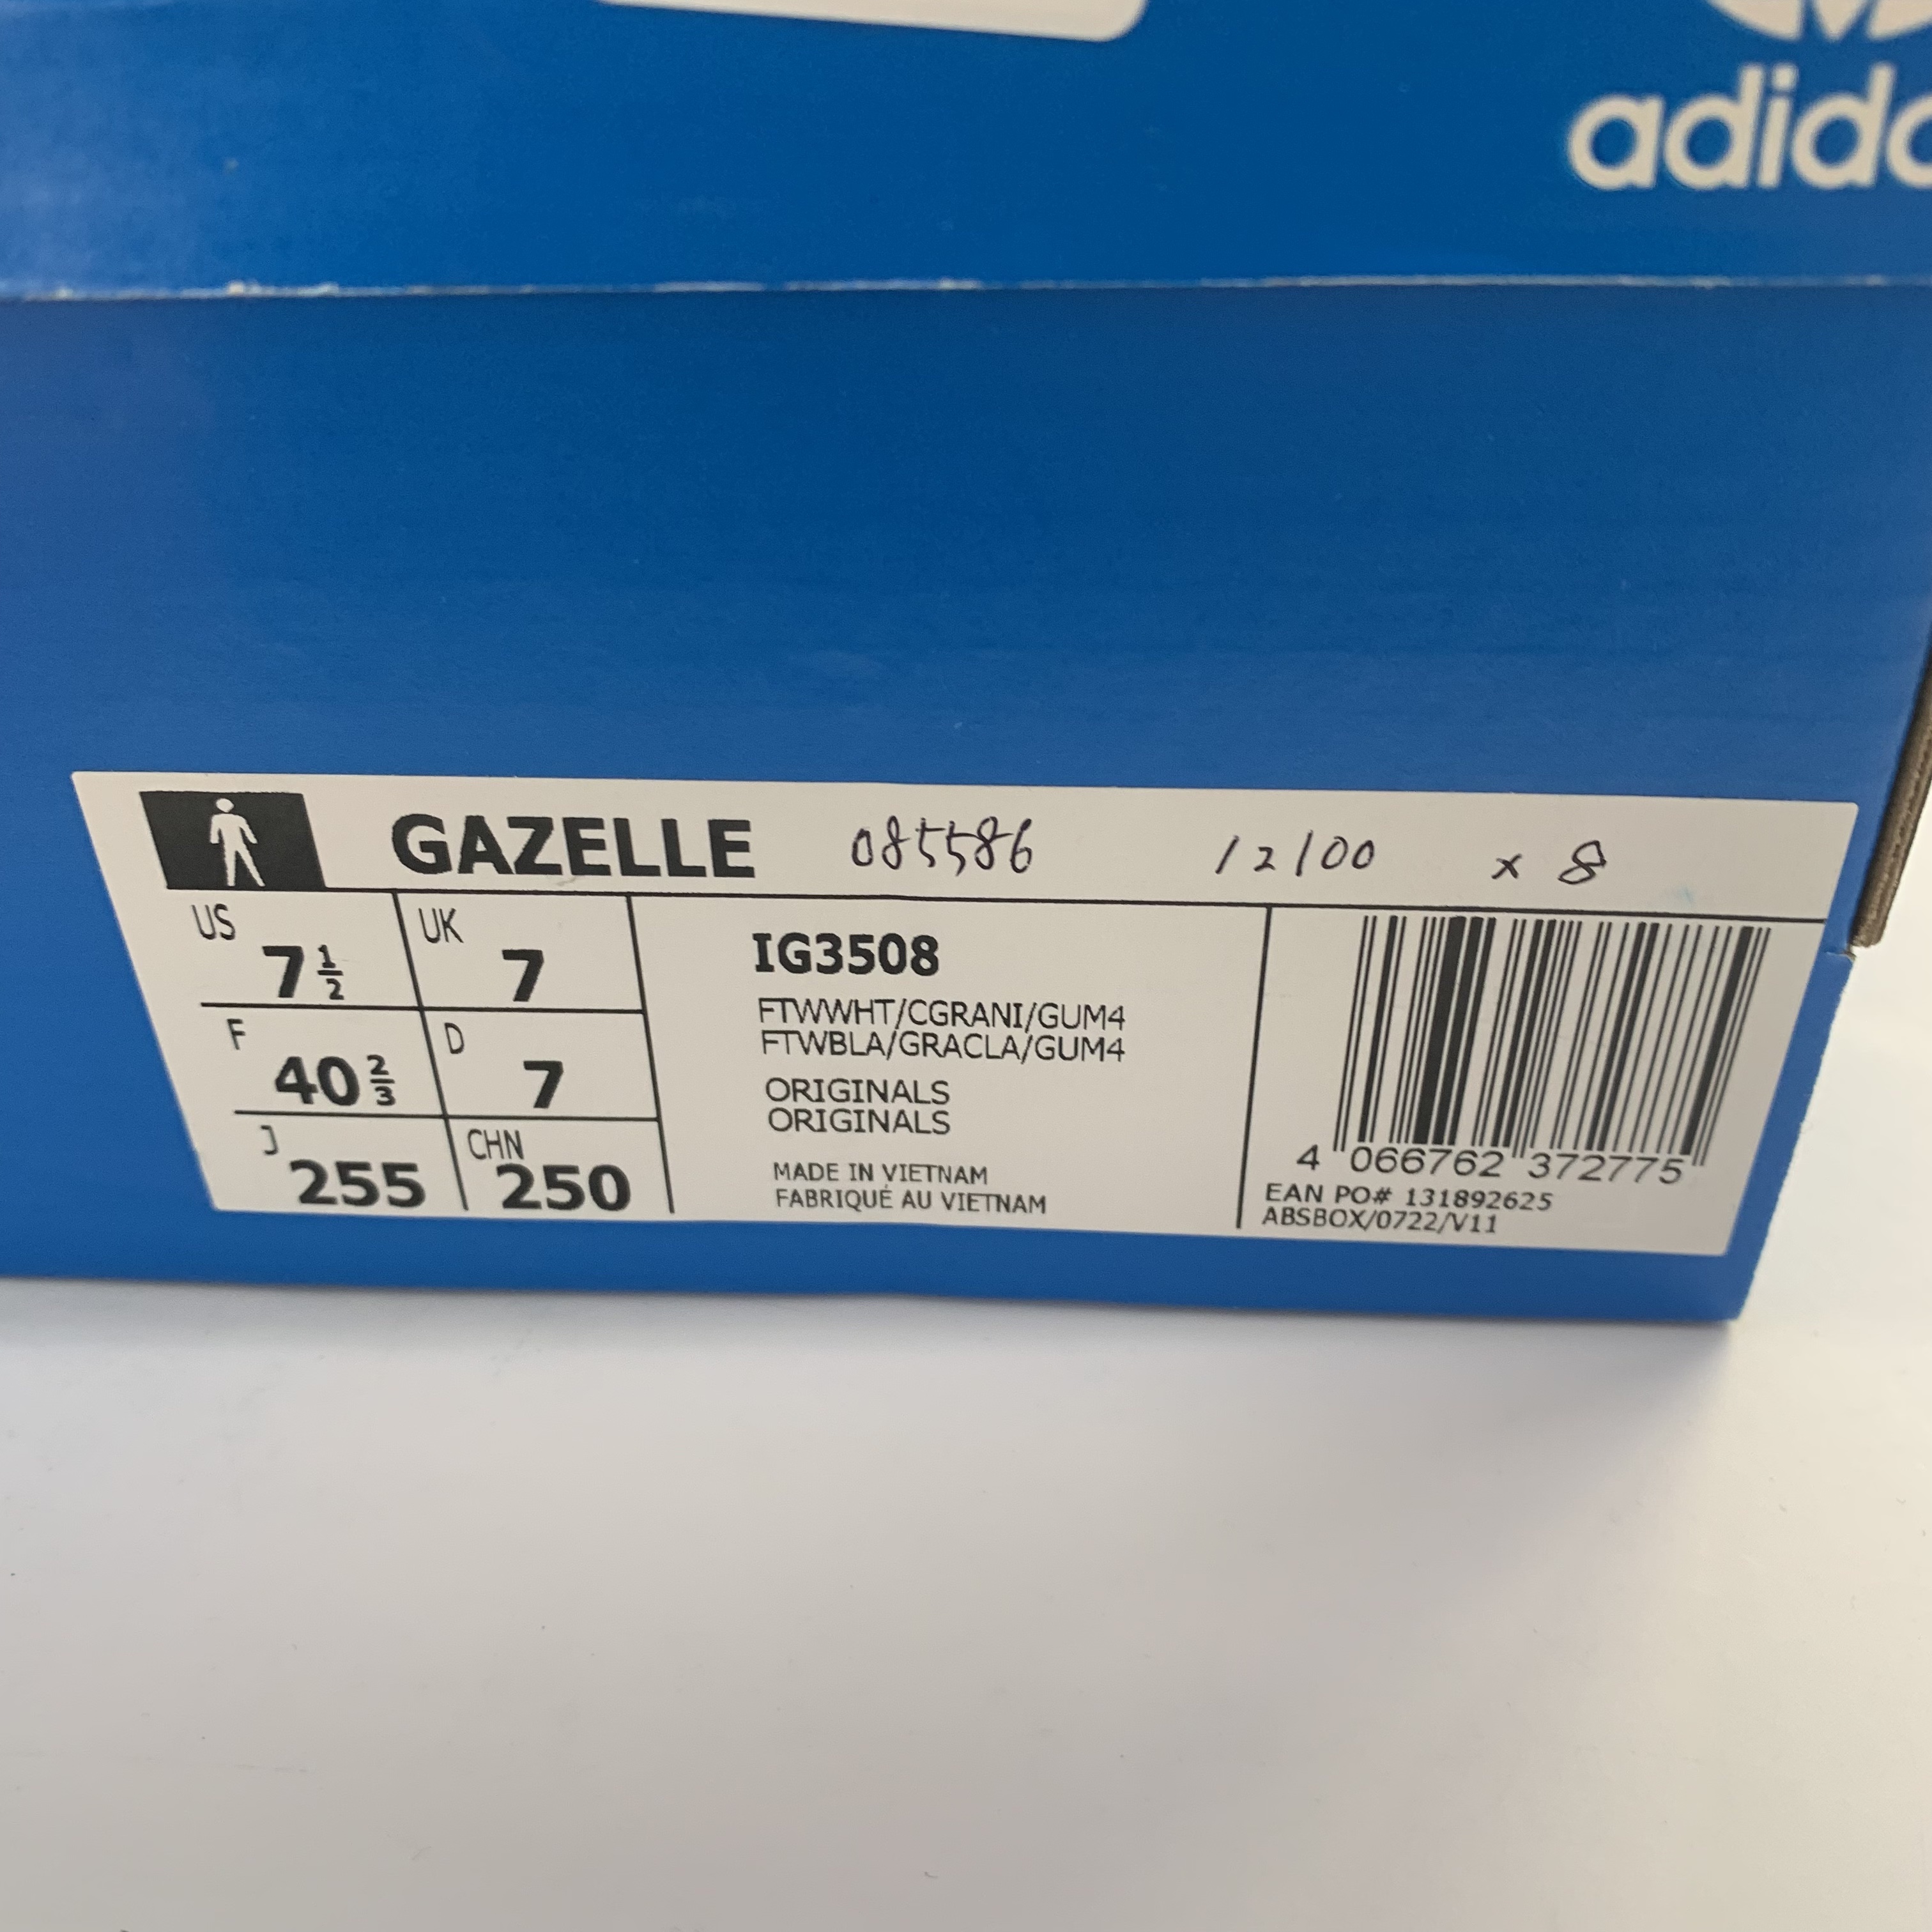 adidas
GAZELLE 085586 12100 x 8
US 7 1/2 UK 7
F 40 2/3 D 7
J 255 CHN 250
IG3508
FTWWHT/CGRANI/GUM4
FTWBLA/GRACLA/GUM4
ORIGINALS
ORIGINALS
MADE IN VIETNAM
FABRIQUÉ AU VIETNAM
4 066762 372775
EAN PO# 131892625
ABSBOX/0722/V11